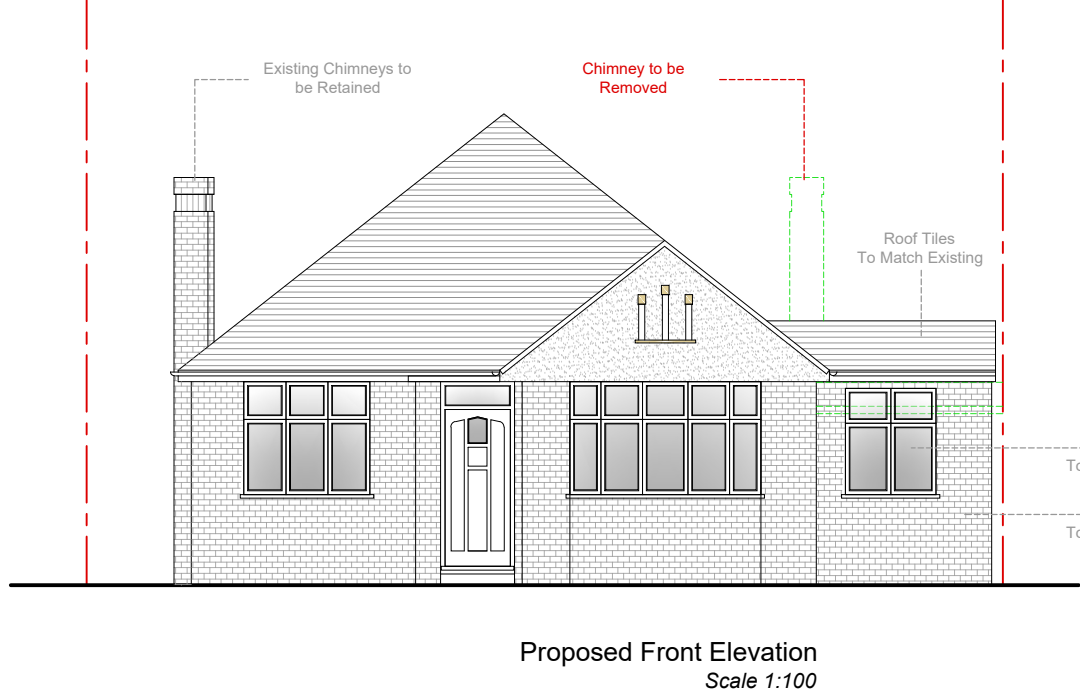 Existing Chimneys to
be Retained
Chimney to be
Removed
Roof Tiles
To Match Existing
Proposed Front Elevation
Scale 1:100